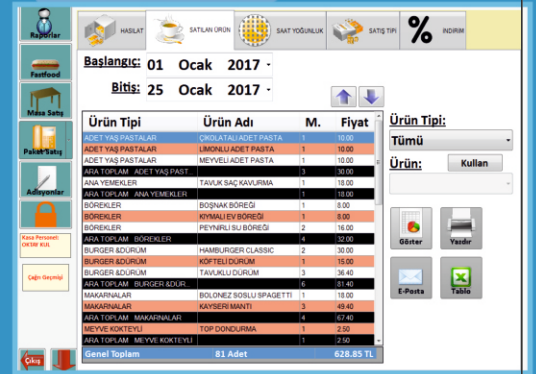 Raporlar
HASILAT
SATILAN ÜRÜN
SAAT YOĞUNLUK
SATIŞ TİPİ
%
İNDİRİM
Fastfood
Masa Satış
Paket Satış
Adisyonlar
Kasa Personeli:
OKTİR KUL
Çağrı Geçmişi
Çıkış
Başlangıç: 01 Ocak 2017
Bitiş: 25 Ocak 2017
Ürün Tipi Ürün Adı M. Fiyat
ADET YAŞ PASTALAR ÇİKOLATALI ADET PASTA 1 10.00
ADET YAŞ PASTALAR LİMONLU ADET PASTA 1 10.00
ADET YAŞ PASTALAR MEYVELİ ADET PASTA 1 10.00
ARA TOPLAM ADET YAŞ PAST... 3 30.00
ANA YEMEKLER TAVUK SAÇ KAVURMA 1 18.00
ARA TOPLAM ANA YEMEKLER 1 18.00
BÖREKLER BOŞNAK BÖREĞİ 1 8.00
BÖREKLER KIYMALI EV BÖREĞİ 1 8.00
BÖREKLER PEYNİRLİ SU BÖREĞİ 2 16.00
ARA TOPLAM BÖREKLER 4 32.00
BURGER &DÜRÜM HAMBURGER CLASSIC 2 30.00
BURGER &DÜRÜM KÖFTELİ DÜRÜM 1 15.00
BURGER &DÜRÜM TAVUKLU DÜRÜM 3 36.40
ARA TOPLAM BURGER &DÜR... 6 81.40
MAKARNALAR BOLONEZ SOSLU SPAGETTİ 1 18.00
MAKARNALAR KAYSERİ MANTI 3 49.40
ARA TOPLAM MAKARNALAR 4 67.40
MEYVE KOKTEYLİ TOP DONDURMA 1 2.50
ARA TOPLAM MEYVE KOKTEYLİ 1 2.50
Genel Toplam 81 Adet 628.85 TL
Ürün Tipi:
Tümü
Ürün: Kullan
Göster
Yazdır
E-Posta
Tablo